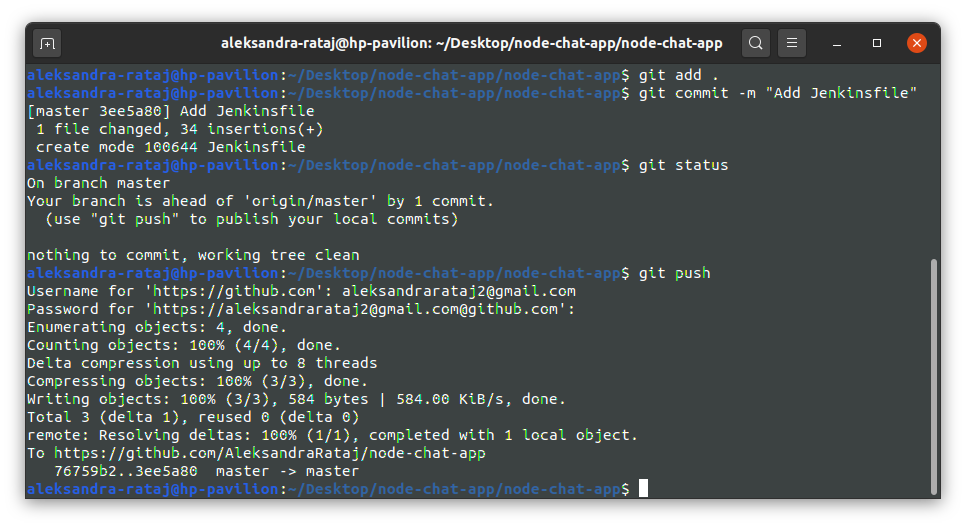 aleksandra-rataj@hp-pavilion: ~/Desktop/node-chat-app/node-chat-app
aleksandra-rataj@hp-pavilion:~/Desktop/node-chat-app/node-chat-app$ git add .
aleksandra-rataj@hp-pavilion:~/Desktop/node-chat-app/node-chat-app$ git commit -m "Add Jenkinsfile"
[master 3ee5a80] Add Jenkinsfile
 1 file changed, 34 insertions(+)
 create mode 100644 Jenkinsfile
aleksandra-rataj@hp-pavilion:~/Desktop/node-chat-app/node-chat-app$ git status
On branch master
Your branch is ahead of 'origin/master' by 1 commit.
  (use "git push" to publish your local commits)

nothing to commit, working tree clean
aleksandra-rataj@hp-pavilion:~/Desktop/node-chat-app/node-chat-app$ git push
Username for 'https://github.com': aleksandrarataj2@gmail.com
Password for 'https://aleksandrarataj2@gmail.com@github.com':
Enumerating objects: 4, done.
Counting objects: 100% (4/4), done.
Delta compression using up to 8 threads
Compressing objects: 100% (3/3), done.
Writing objects: 100% (3/3), 584 bytes | 584.00 KiB/s, done.
Total 3 (delta 1), reused 0 (delta 0)
remote: Resolving deltas: 100% (1/1), completed with 1 local object.
To https://github.com/AleksandraRataj/node-chat-app
   76759b2..3ee5a80  master -> master
aleksandra-rataj@hp-pavilion:~/Desktop/node-chat-app/node-chat-app$